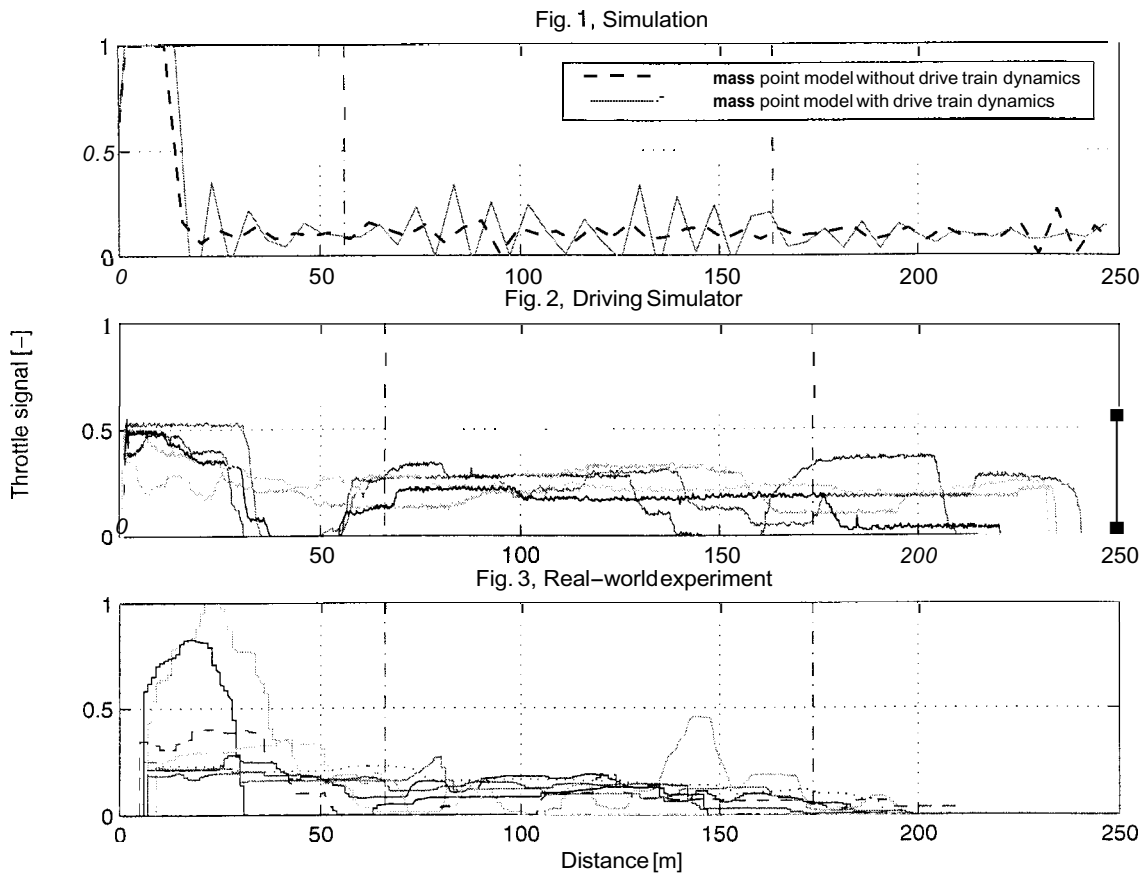 Fig. 1, Simulation
1
0.5
0
mass point model without drive train dynamics
mass point model with drive train dynamics
0 50 100 150 200 250
Fig. 2, Driving Simulator
Throttle signal [-]
1
0.5
0
0
50 100 150 200 250
Fig. 3, Real-world experiment
1
0.5
0
0 50 100 150 200 250
Distance [m]